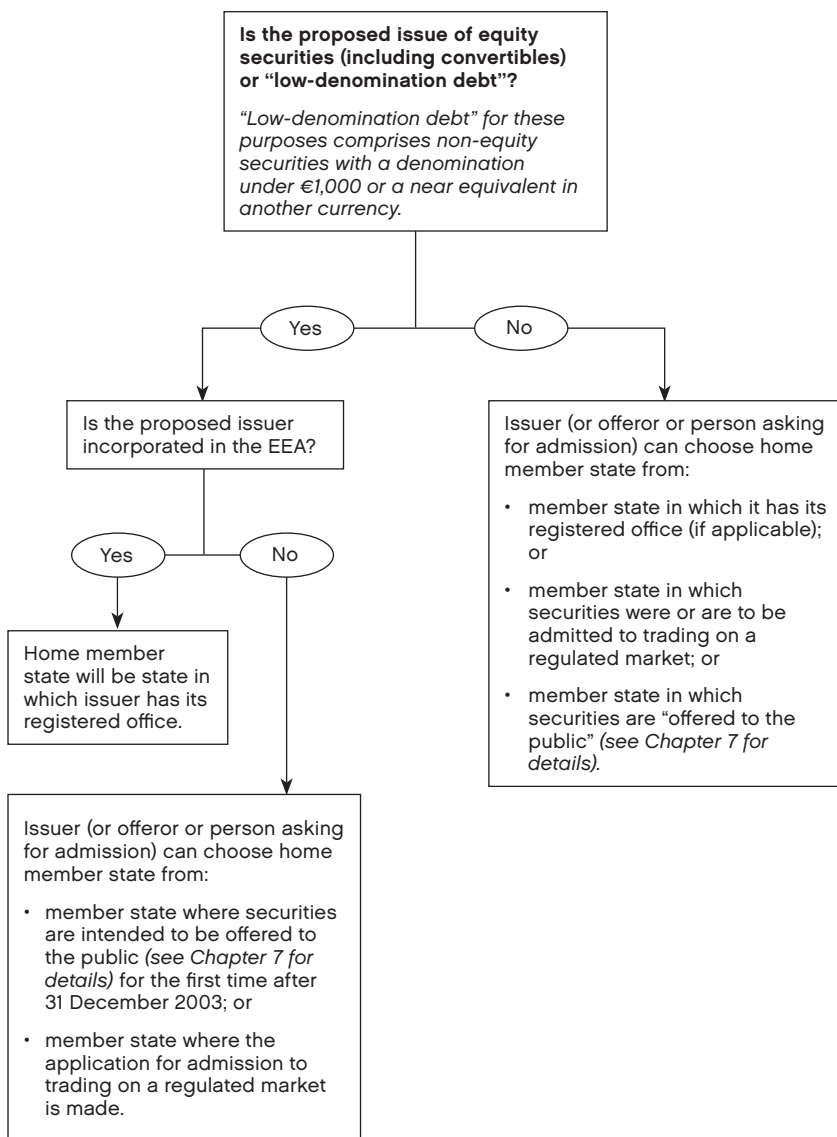 Is the proposed issue of equity
securities (including convertibles)
or “low-denomination debt”?
“Low-denomination debt” for these
purposes comprises non-equity
securities with a denomination
under €1,000 or a near equivalent in
another currency.
Yes
No
Is the proposed issuer
incorporated in the EEA?
Yes
No
Home member
state will be state in
which issuer has its
registered office.
Issuer (or offeror or person asking
for admission) can choose home
member state from:
• member state where securities
are intended to be offered to
the public (see Chapter 7 for
details) for the first time after
31 December 2003; or
• member state where the
application for admission to
trading on a regulated market
is made.
Issuer (or offeror or person asking
for admission) can choose home
member state from:
• member state in which it has its
registered office (if applicable);
or
• member state in which
securities were or are to be
admitted to trading on a
regulated market; or
• member state in which
securities are “offered to the
public” (see Chapter 7 for
details).